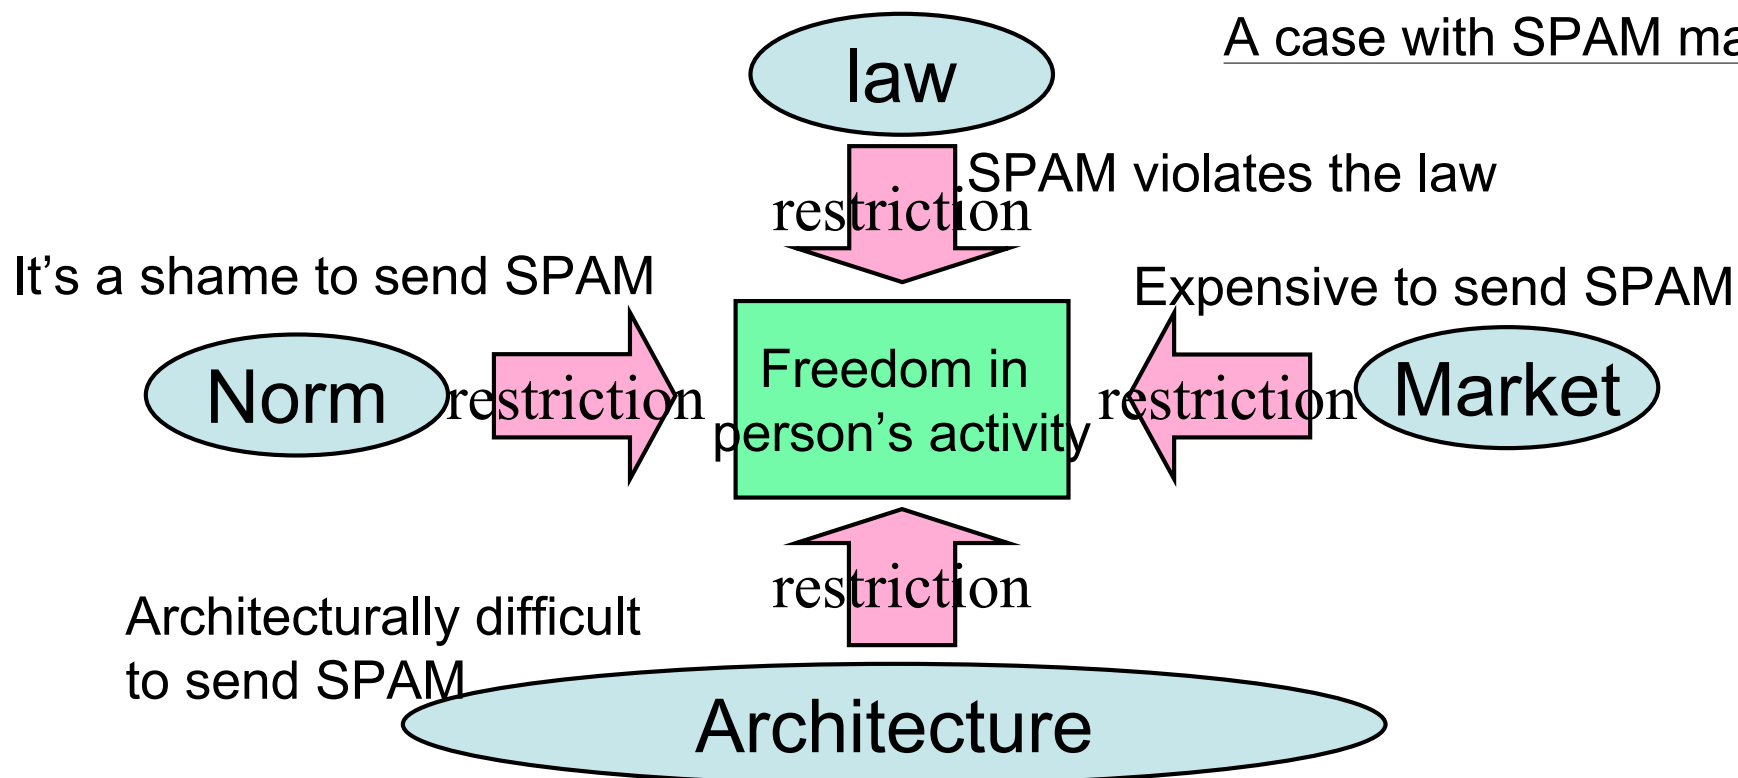 A case with SPAM ma
law
SPAM violates the law
restriction
It’s a shame to send SPAM
Expensive to send SPAM
Norm
restriction
Freedom in
person’s activity
restriction
Market
restriction
Architecturally difficult
to send SPAM
Architecture